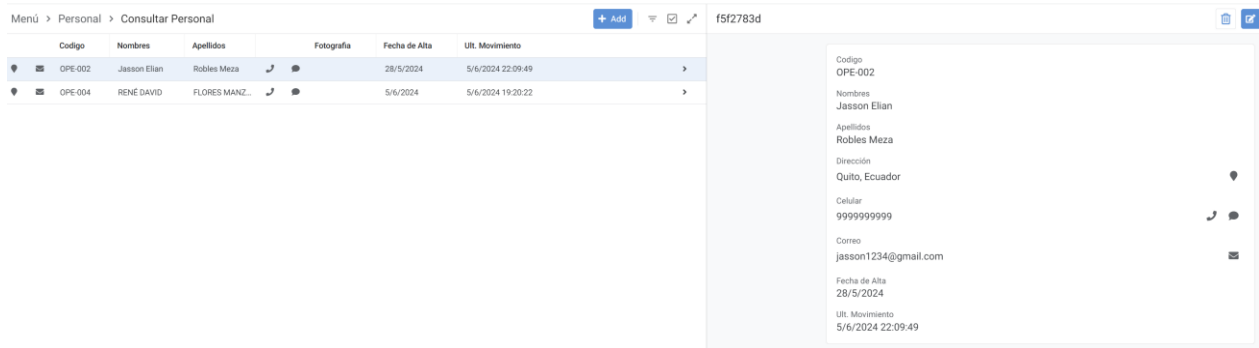 Menú > Personal > Consultar Personal
+ Add
Codigo Nombres Apellidos Fotografia Fecha de Alta Ult. Movimiento
OPE-002 Jasson Elian Robles Meza 28/5/2024 5/6/2024 22:09:49
OPE-004 RENÉ DAVID FLORES MANZ... 5/6/2024 5/6/2024 19:20:22
f5f2783d
Codigo
OPE-002
Nombres
Jasson Elian
Apellidos
Robles Meza
Dirección
Quito, Ecuador
Celular
9999999999
Correo
jasson1234@gmail.com
Fecha de Alta
28/5/2024
Ult. Movimiento
5/6/2024 22:09:49